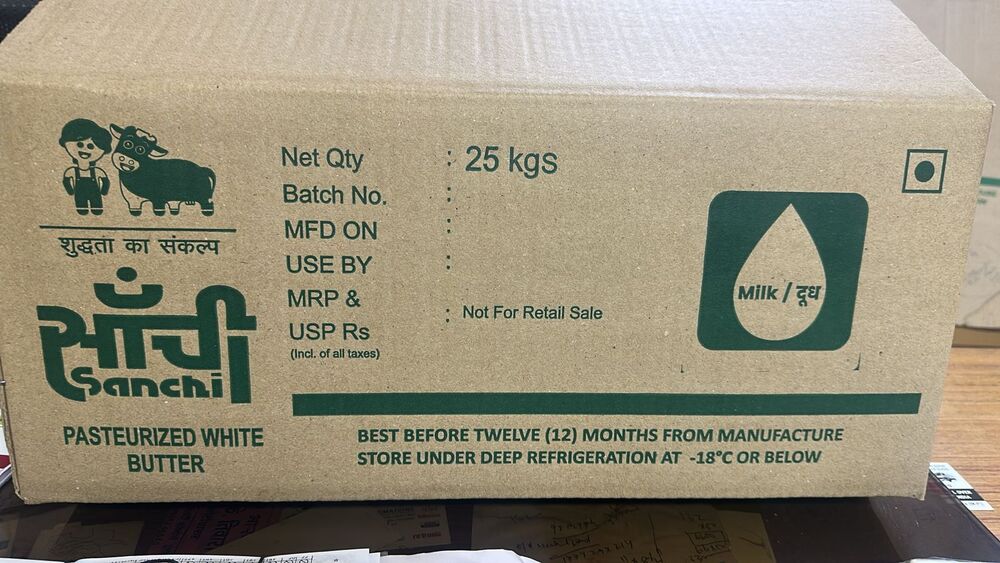 शुद्धता का संकल्प
साँची
Sanchi
PASTEURIZED WHITE
BUTTER
Net Qty : 25 kgs
Batch No. :
MFD ON :
USE BY :
MRP &
USP Rs : Not For Retail Sale
(Incl. of all taxes)
Milk / दूध
BEST BEFORE TWELVE (12) MONTHS FROM MANUFACTURE
STORE UNDER DEEP REFRIGERATION AT -18°C OR BELOW